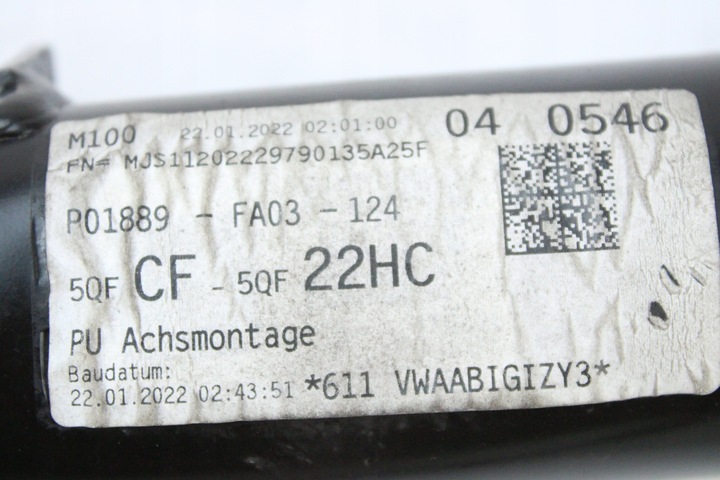 M100 22.01.2022 02:01:00 04 0546
FN= MJS11202229790135A25F
P01889 - FA03 - 124
5QF CF - 5QF 22HC
PU Achsmontage
Baudatum:
22.01.2022 02:43:51 *611 VWAABIGIZY3*